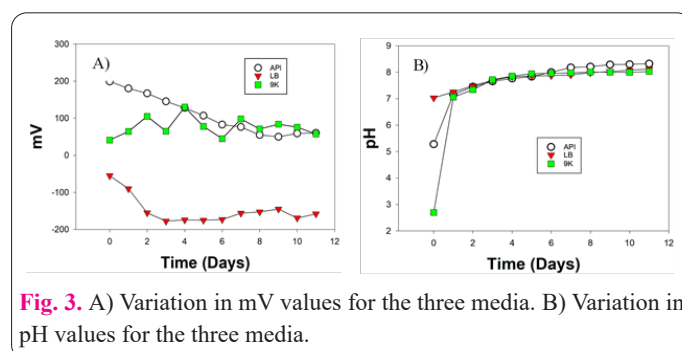 A)
API
LB
9K
300
200
100
0
-100
-200
mV
0 2 4 6 8 10 12
Time (Days)
B)
API
LB
9K
9
8
7
6
5
4
3
2
1
pH
0 2 4 6 8 10 12
Time (Days)
Fig. 3. A) Variation in mV values for the three media. B) Variation in
pH values for the three media.